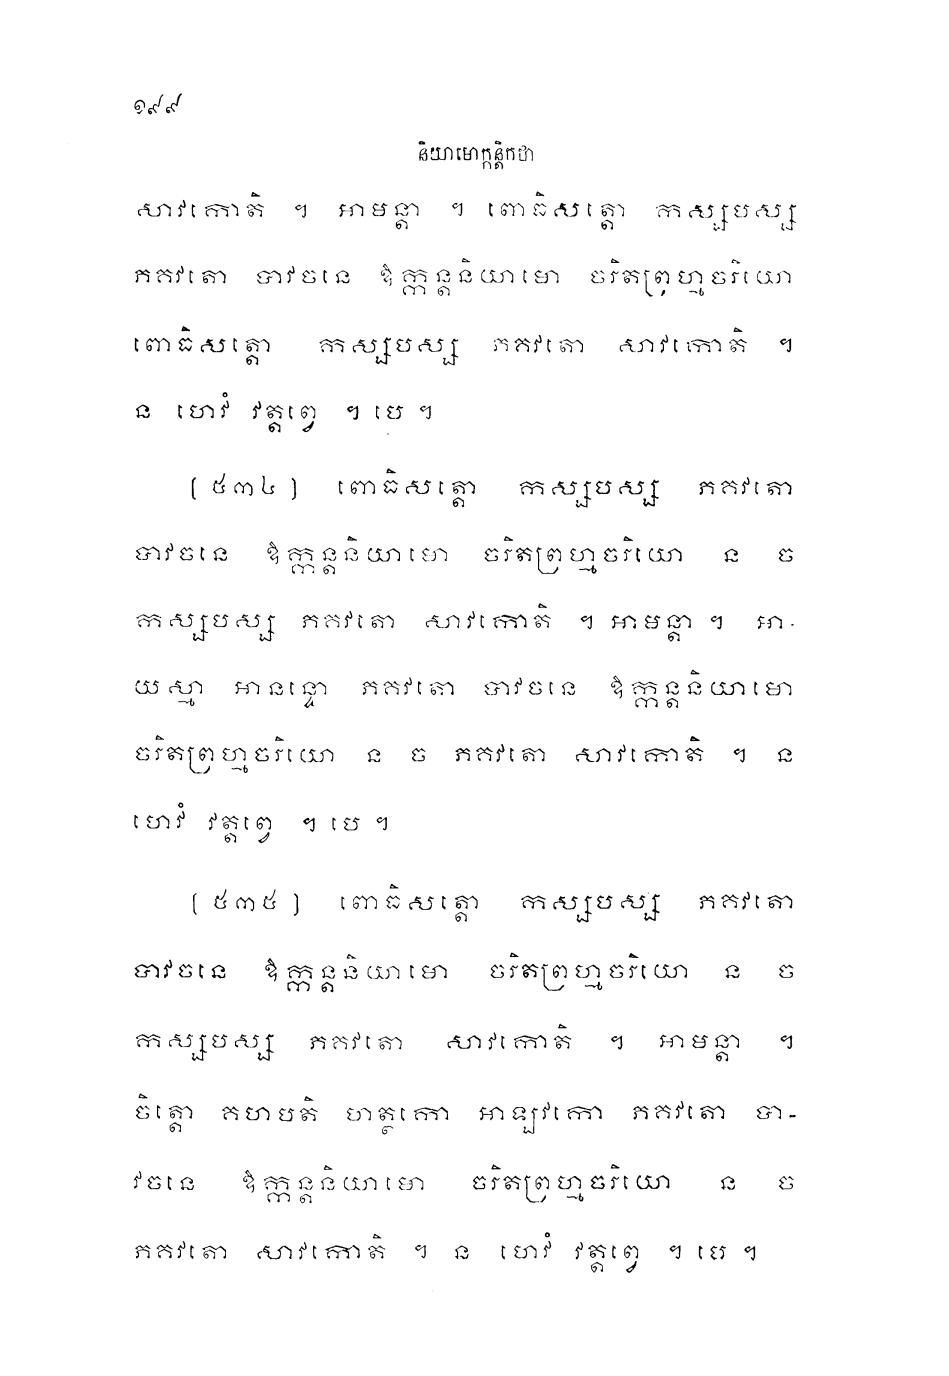 ១៩៩
និយាមោក្កន្តិកថា
សាវកោតិ ។ អាមន្តា ។ ពោធិសត្តោ កស្សបស្ស
ភគវតោ បាវចនេ ឱក្កន្តនិយាមោ ចរិតព្រហ្មចរិយោ
ពោធិសត្តោ កស្សបស្ស ភគវតោ សាវកោតិ ។
ន ហេវំ វត្តព្វេ ។ បេ ។
[ ៥៣៤ ] ពោធិសត្តោ កស្សបស្ស ភគវតោ
បាវចនេ ឱក្កន្តនិយាមោ ចរិតព្រហ្មចរិយោ ន ច
កស្សបស្ស ភគវតោ សាវកោតិ ។ អាមន្តា ។ អា-
យស្មា អានន្ទោ ភគវតោ បាវចនេ ឱក្កន្តនិយាមោ
ចរិតព្រហ្មចរិយោ ន ច ភគវតោ សាវកោតិ ។ ន
ហេវំ វត្តព្វេ ។ បេ ។
[ ៥៣៥ ] ពោធិសត្តោ កស្សបស្ស ភគវតោ
បាវចនេ ឱក្កន្តនិយាមោ ចរិតព្រហ្មចរិយោ ន ច
កស្សបស្ស ភគវតោ សាវកោតិ ។ អាមន្តា ។
ចិត្តោ គហបតិ ហត្ថកោ អាឡវកោ ភគវតោ បា-
វចនេ ឱក្កន្តនិយាមោ ចរិតព្រហ្មចរិយោ ន ច
ភគវតោ សាវកោតិ ។ ន ហេវំ វត្តព្វេ ។ បេ ។